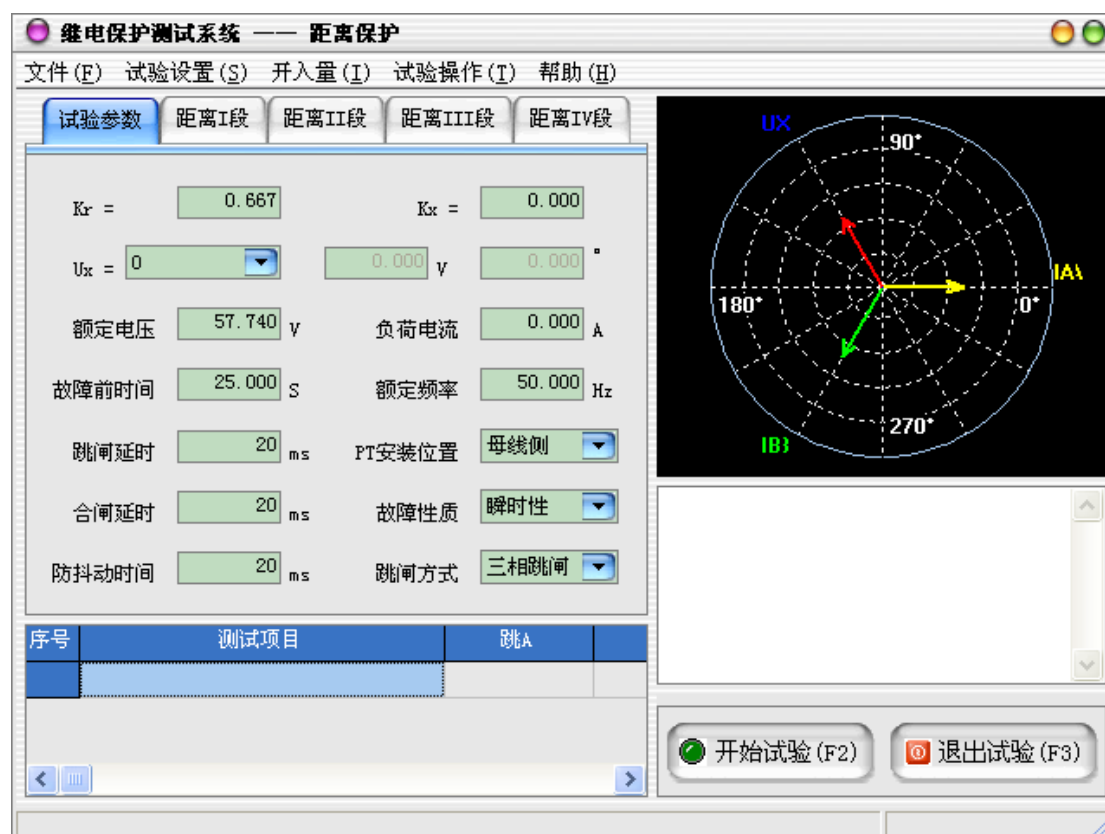 继电保护测试系统 —— 距离保护
文件(F) 试验设置(S) 开入量(I) 试验操作(T) 帮助(H)
试验参数 距离I段 距离II段 距离III段 距离IV段
Kr = 0.667 Kx = 0.000
Ux = 0 0.000 V 0.000 °
额定电压 57.740 V 负荷电流 0.000 A
故障前时间 25.000 S 额定频率 50.000 Hz
跳闸延时 20 ms PT安装位置 母线侧
合闸延时 20 ms 故障性质 瞬时性
防抖动时间 20 ms 跳闸方式 三相跳闸
序号 测试项目 跳A
UX
90°
180°
0°
270°
开始试验(F2) 退出试验(F3)